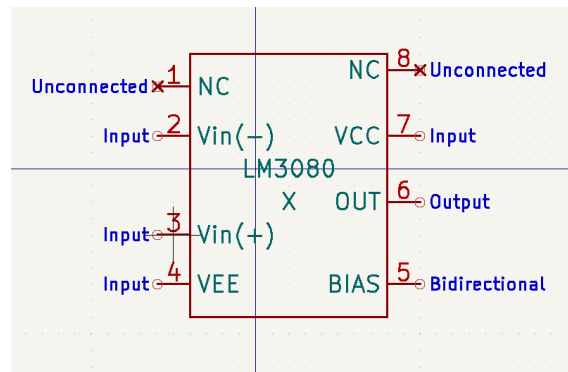 Unconnected 1 NC NC 8 Unconnected
Input 2 Vin(-) VCC 7 Input
LM3080
X OUT 6 Output
Input 3 Vin(+)
Input 4 VEE BIAS 5 Bidirectional